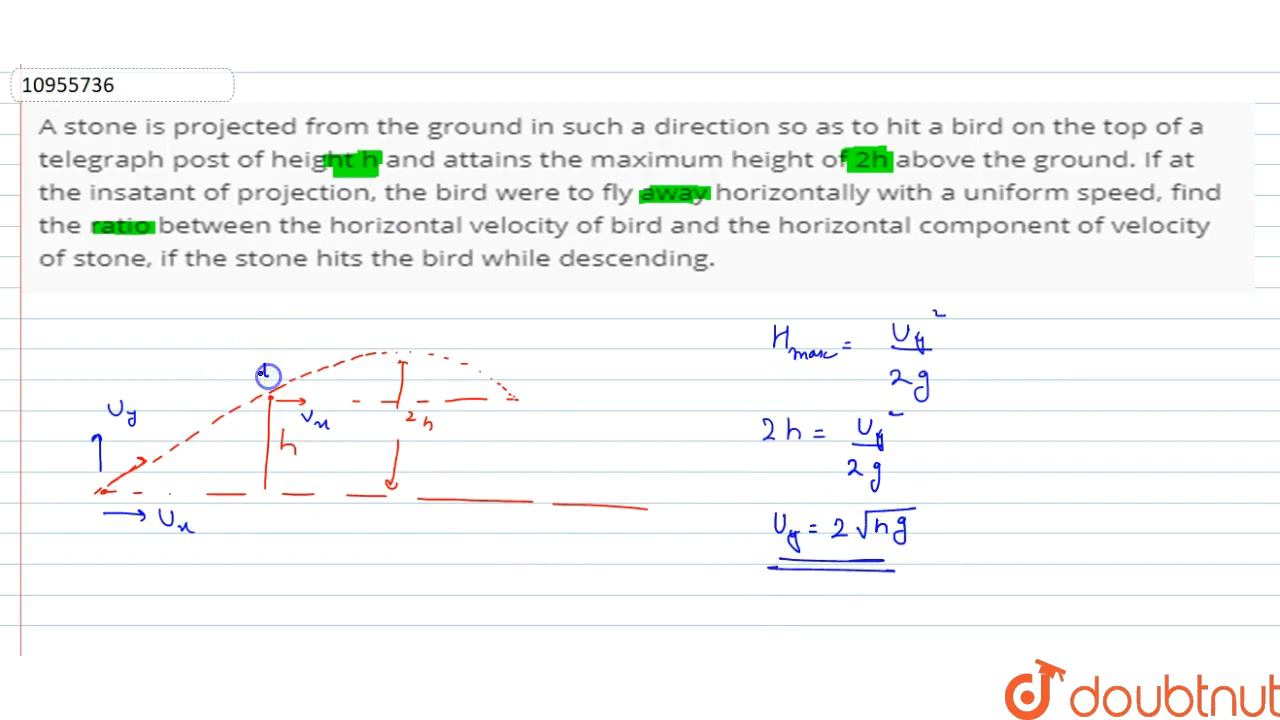 10955736
A stone is projected from the ground in such a direction so as to hit a bird on the top of a
telegraph post of height h and attains the maximum height of 2h above the ground. If at
the insatant of projection, the bird were to fly away horizontally with a uniform speed, find
the ratio between the horizontal velocity of bird and the horizontal component of velocity
of stone, if the stone hits the bird while descending.
Hmax = Uy²/2g
2h = Uy²/2g
Uy = 2√hg
Uy
Vx
2h
h
Ux
doubtnut